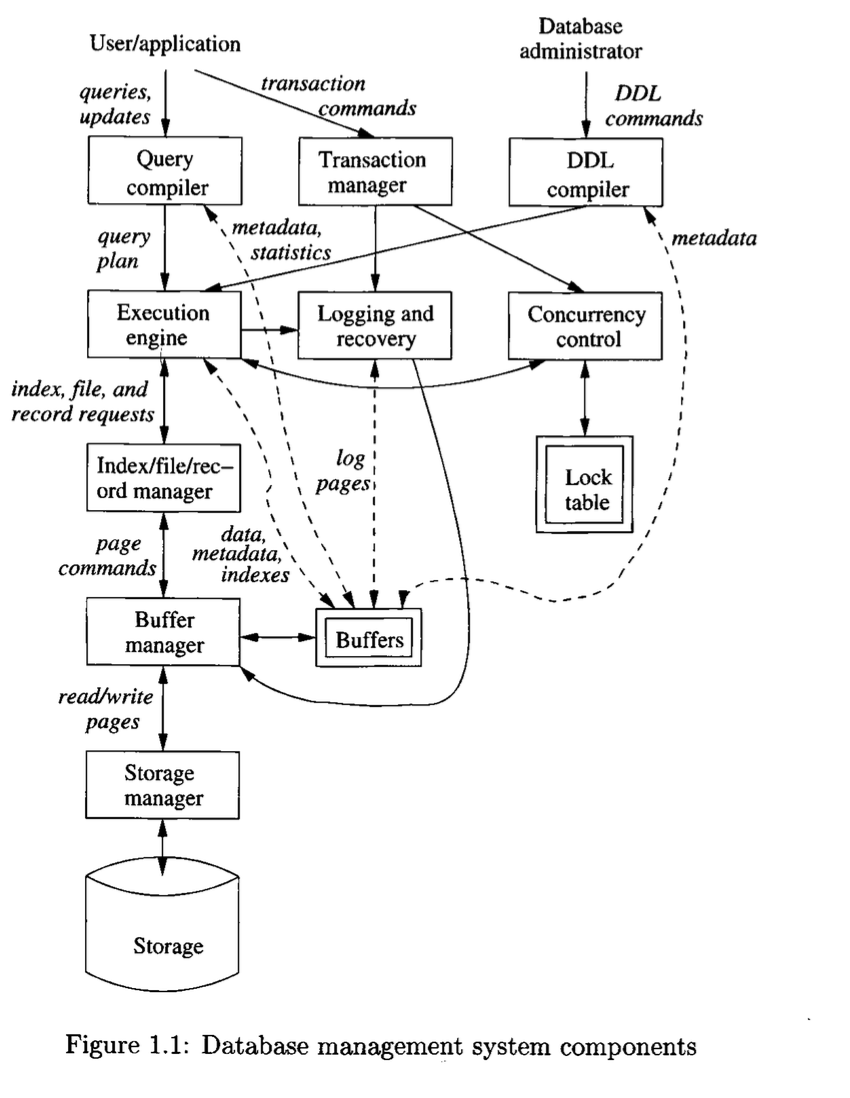 User/application
Database
administrator
queries,
updates
transaction
commands
DDL
commands
Query
compiler
Transaction
manager
DDL
compiler
query
plan
metadata,
statistics
metadata
Execution
engine
Logging and
recovery
Concurrency
control
index, file, and
record requests
Index/file/rec–
ord manager
log
pages
Lock
table
page
commands
data,
metadata,
indexes
Buffer
manager
Buffers
read/write
pages
Storage
manager
Storage
Figure 1.1: Database management system components